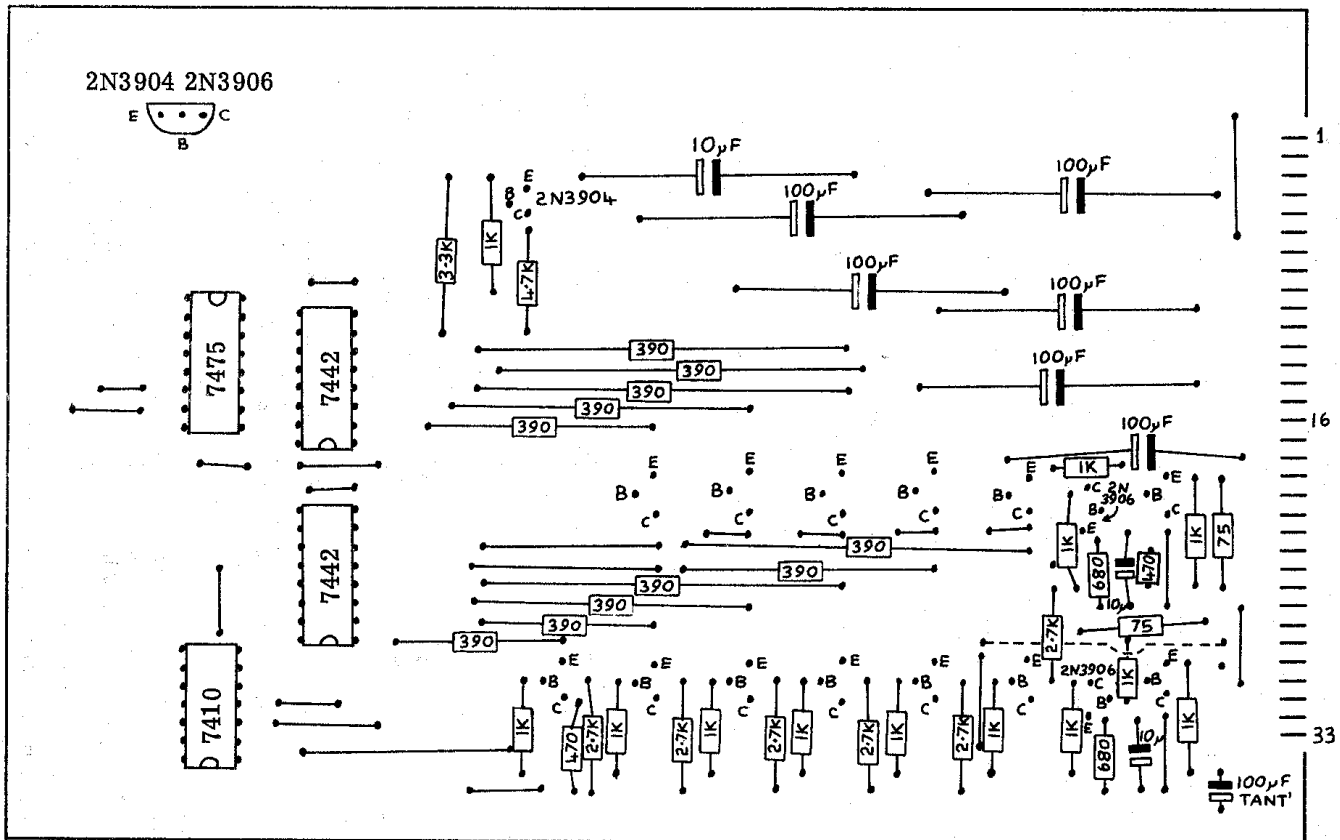 2N3904 2N3906
E C
B
1
10µF
100µF
100µF
E
B 2N3904
C
3.3K
1K
4.7K
100µF
100µF
7475
7442
390
390
390
390
390
100µF
16
100µF
E E E E E 1K E
B B B B B C 2N 3906 B
C C C C C B C
E
1K
680
470
1K
75
10µ
7442
390
390
390
390
390
390
2.7K
75
E E E E E E 2N3906 E
B B B B B B C 1K B
C C C C C C B C
E
7410
1K
470
2.7K
1K
2.7K
1K
2.7K
1K
2.7K
1K
2.7K
1K
1K
680
10µ
1K
33
100µF
TANT'